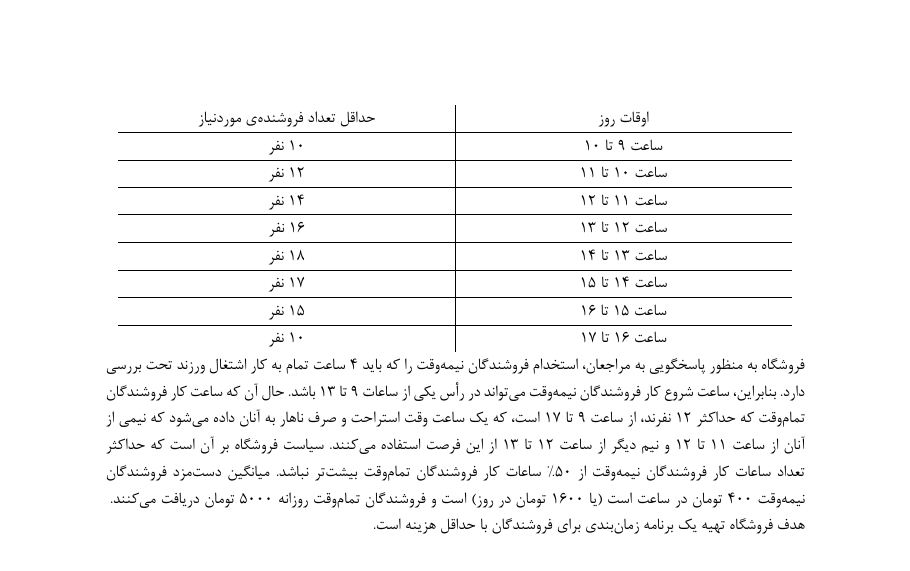 اوقات روز	حداقل تعداد فروشنده‌ی موردنیاز
ساعت ۹ تا ۱۰	۱۰ نفر
ساعت ۱۰ تا ۱۱	۱۲ نفر
ساعت ۱۱ تا ۱۲	۱۴ نفر
ساعت ۱۲ تا ۱۳	۱۶ نفر
ساعت ۱۳ تا ۱۴	۱۸ نفر
ساعت ۱۴ تا ۱۵	۱۷ نفر
ساعت ۱۵ تا ۱۶	۱۵ نفر
ساعت ۱۶ تا ۱۷	۱۰ نفر
فروشگاه به منظور پاسخگویی به مراجعان، استخدام فروشندگان نیمه‌وقت را که باید ۴ ساعت تمام به کار اشتغال ورزند تحت بررسی
دارد. بنابراین، ساعت شروع کار فروشندگان نیمه‌وقت می‌تواند در رأس یکی از ساعات ۹ تا ۱۳ باشد. حال آن که ساعت کار فروشندگان
تمام‌وقت که حداکثر ۱۲ نفرند، از ساعت ۹ تا ۱۷ است، که یک ساعت وقت استراحت و صرف ناهار به آنان داده می‌شود که نیمی از
آنان از ساعت ۱۱ تا ۱۲ و نیم دیگر از ساعت ۱۲ تا ۱۳ از این فرصت استفاده می‌کنند. سیاست فروشگاه بر آن است که حداکثر
تعداد ساعات کار فروشندگان نیمه‌وقت از ۵۰٪ ساعات کار فروشندگان تمام‌وقت بیشت‌تر نباشد. میانگین دست‌مزد فروشندگان
نیمه‌وقت ۴۰۰ تومان در ساعت است (یا ۱۶۰۰ تومان در روز) است و فروشندگان تمام‌وقت روزانه ۵۰۰۰ تومان دریافت می‌کنند.
هدف فروشگاه تهیه یک برنامه زمان‌بندی برای فروشندگان با حداقل هزینه است.